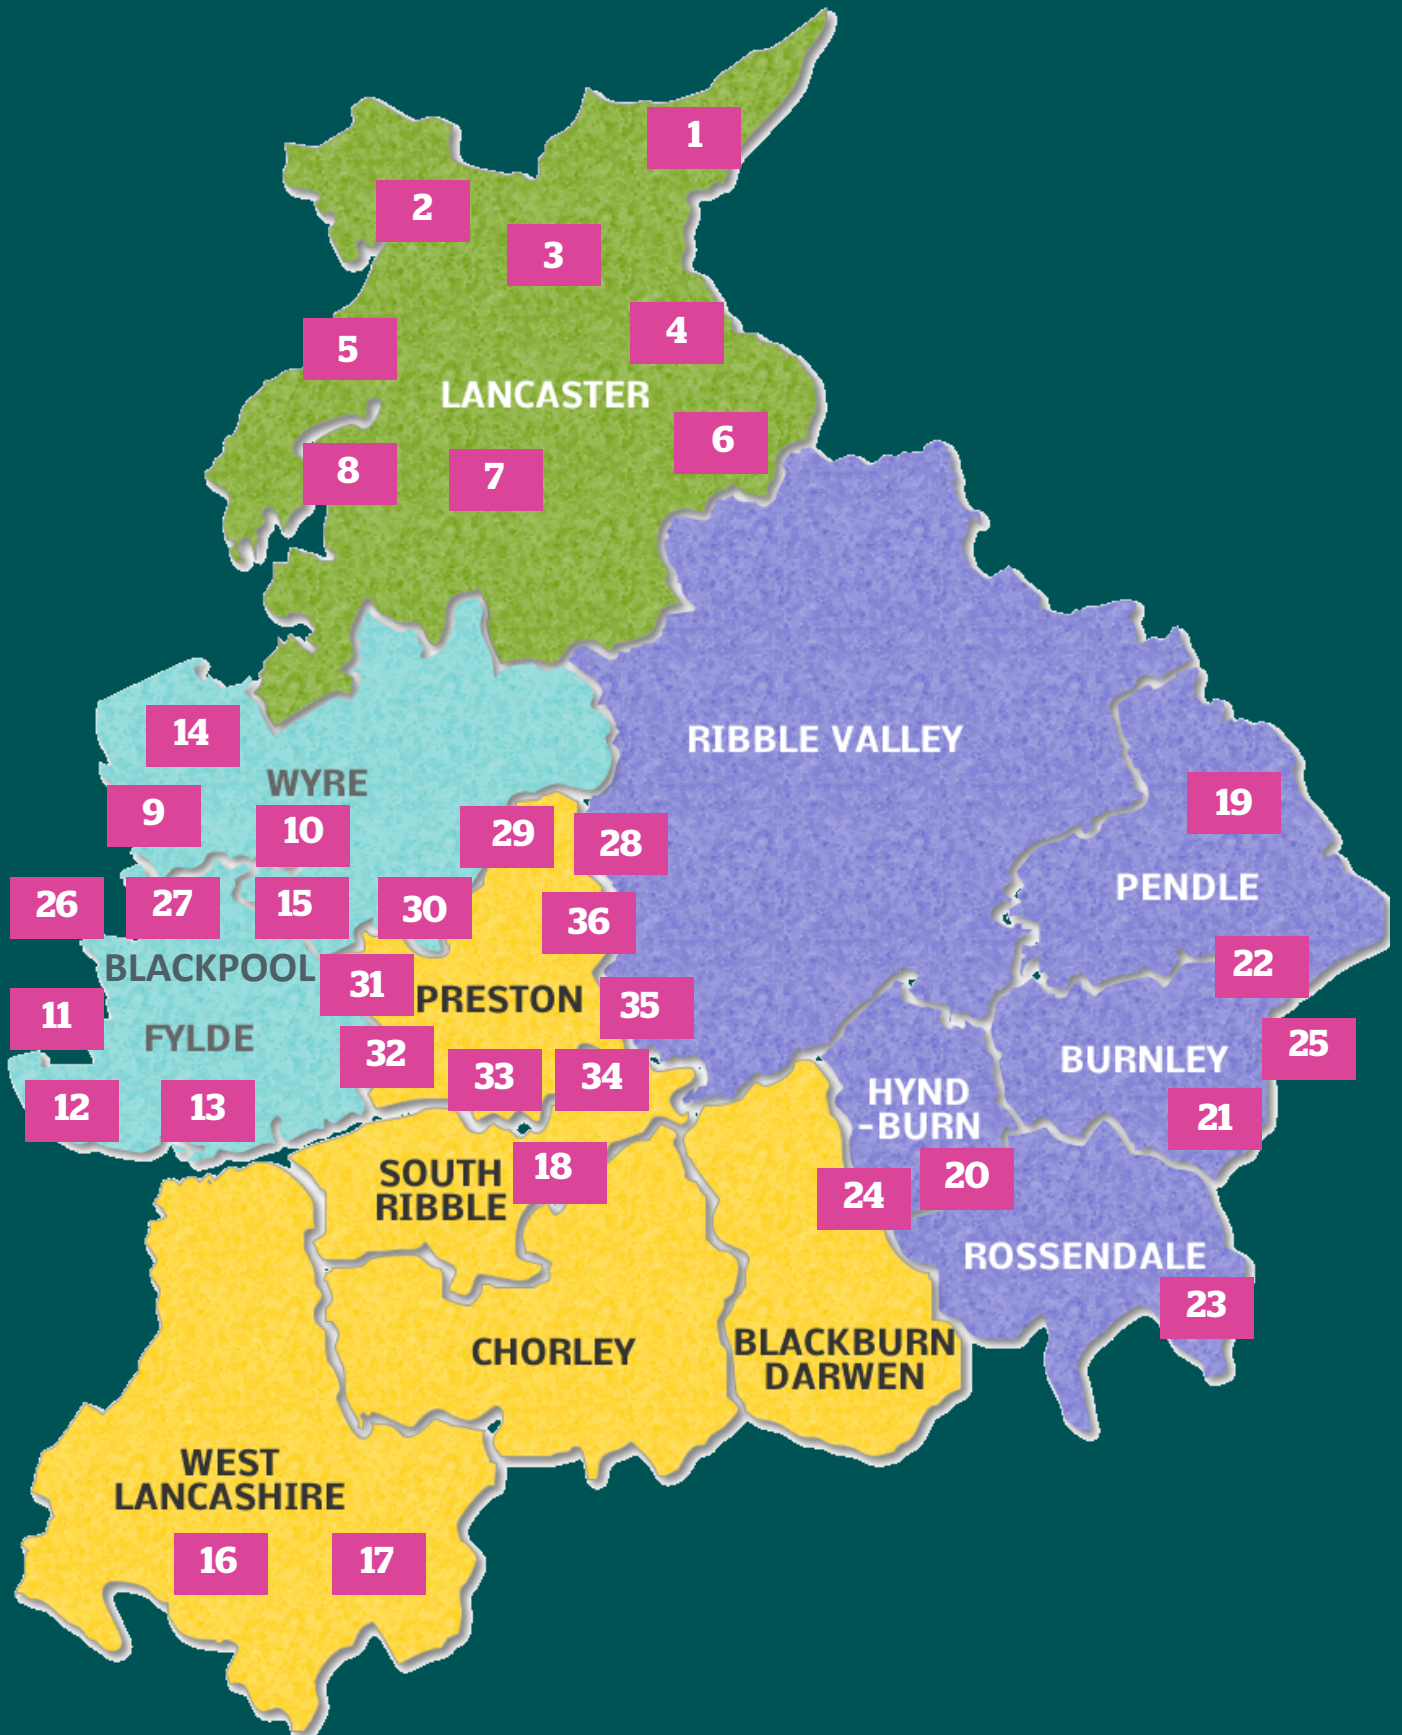 1
2
3
4
5
LANCASTER
6
8
7
14
WYRE
RIBBLE VALLEY
9
10
29
28
19
26
27
15
30
36
PENDLE
BLACKPOOL
31
PRESTON
35
22
11
FYLDE
32
33
34
BURNLEY
25
12
13
HYND
-BURN
21
SOUTH
RIBBLE
18
24
20
ROSSENDALE
23
CHORLEY
BLACKBURN
DARWEN
WEST
LANCASHIRE
16
17